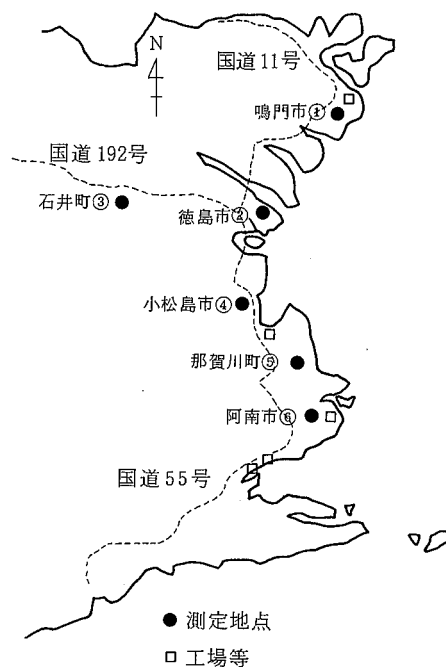 N
国道11号
鳴門市①
国道192号
石井町③
徳島市②
小松島市④
那賀川町⑤
阿南市⑥
国道55号
● 測定地点
□ 工場等